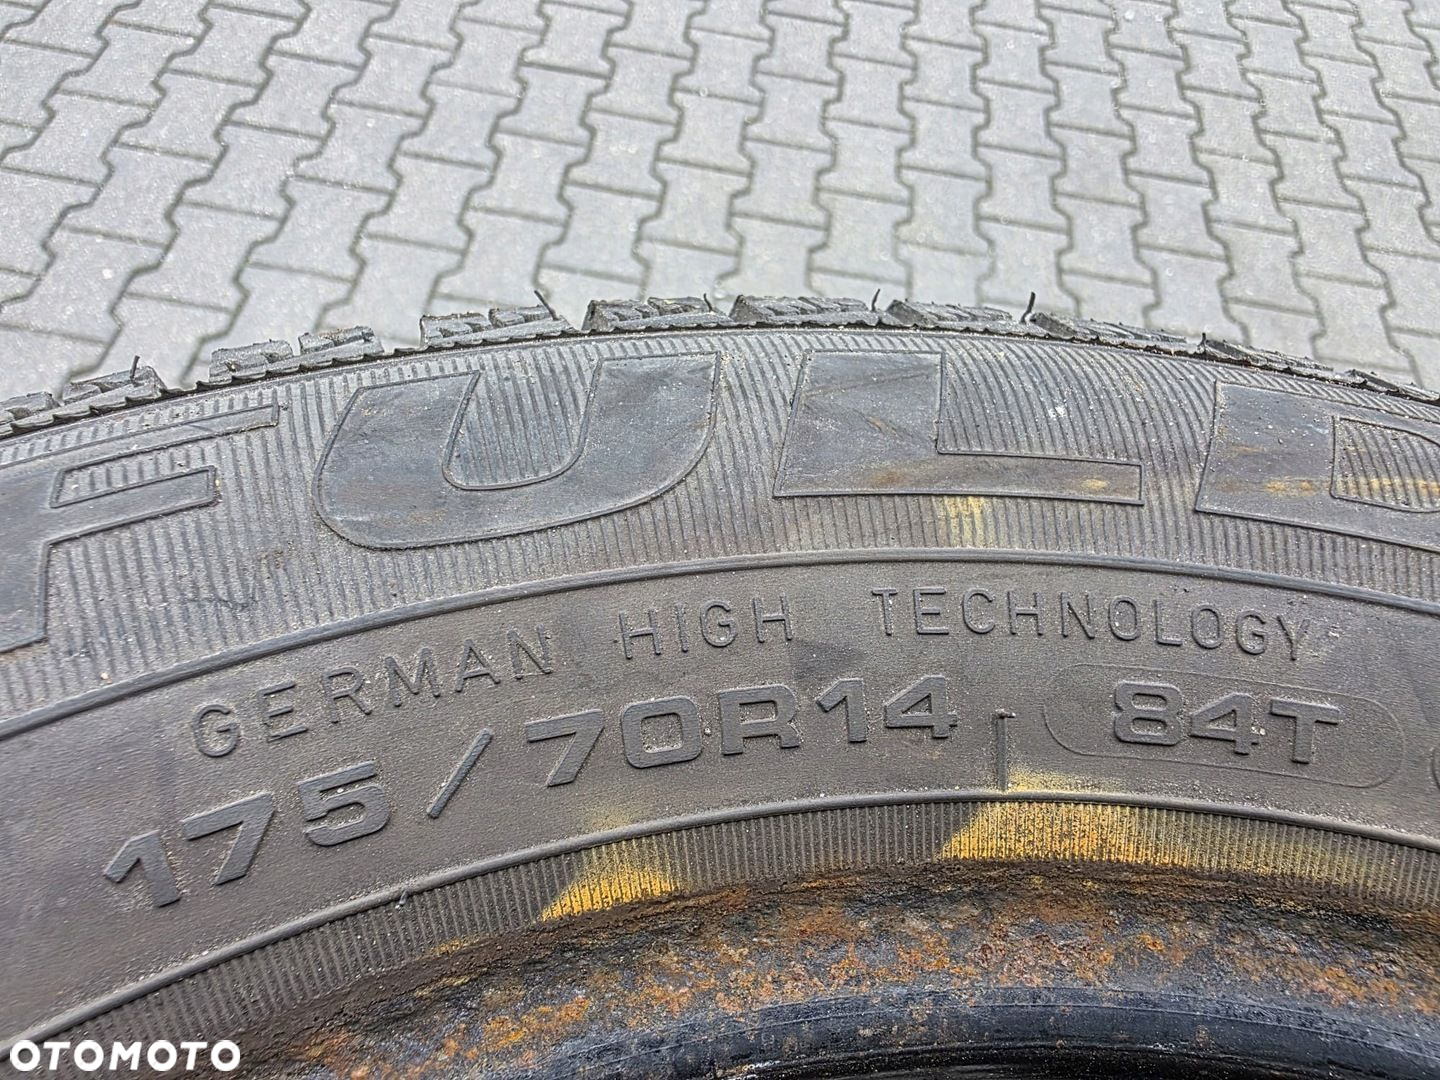 FULD
GERMAN HIGH TECHNOLOGY
175/70R14 84T
OTOMOTO